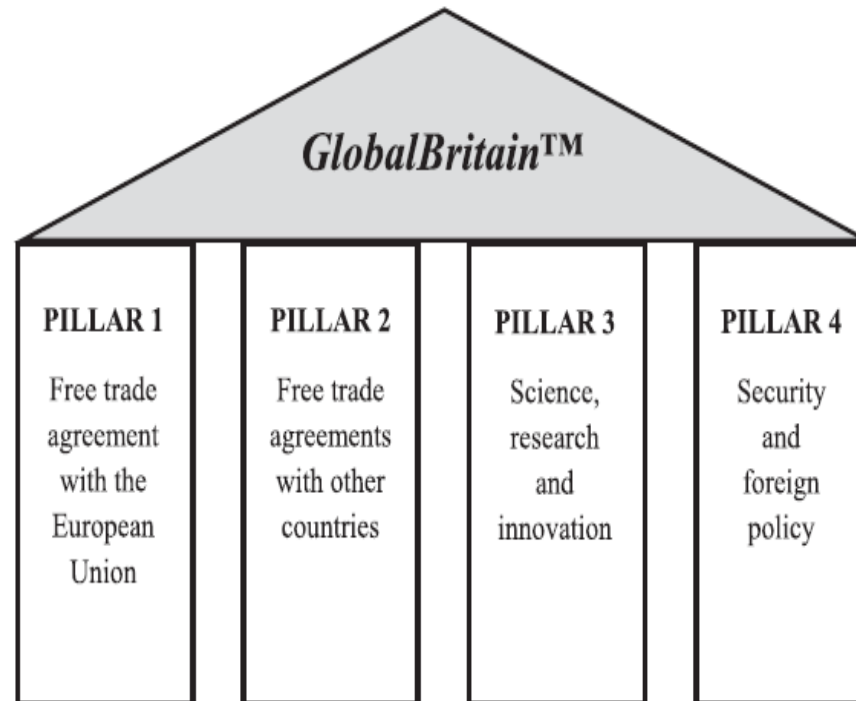 GlobalBritain™
PILLAR 1
Free trade
agreement
with the
European
Union
PILLAR 2
Free trade
agreements
with other
countries
PILLAR 3
Science,
research
and
innovation
PILLAR 4
Security
and
foreign
policy